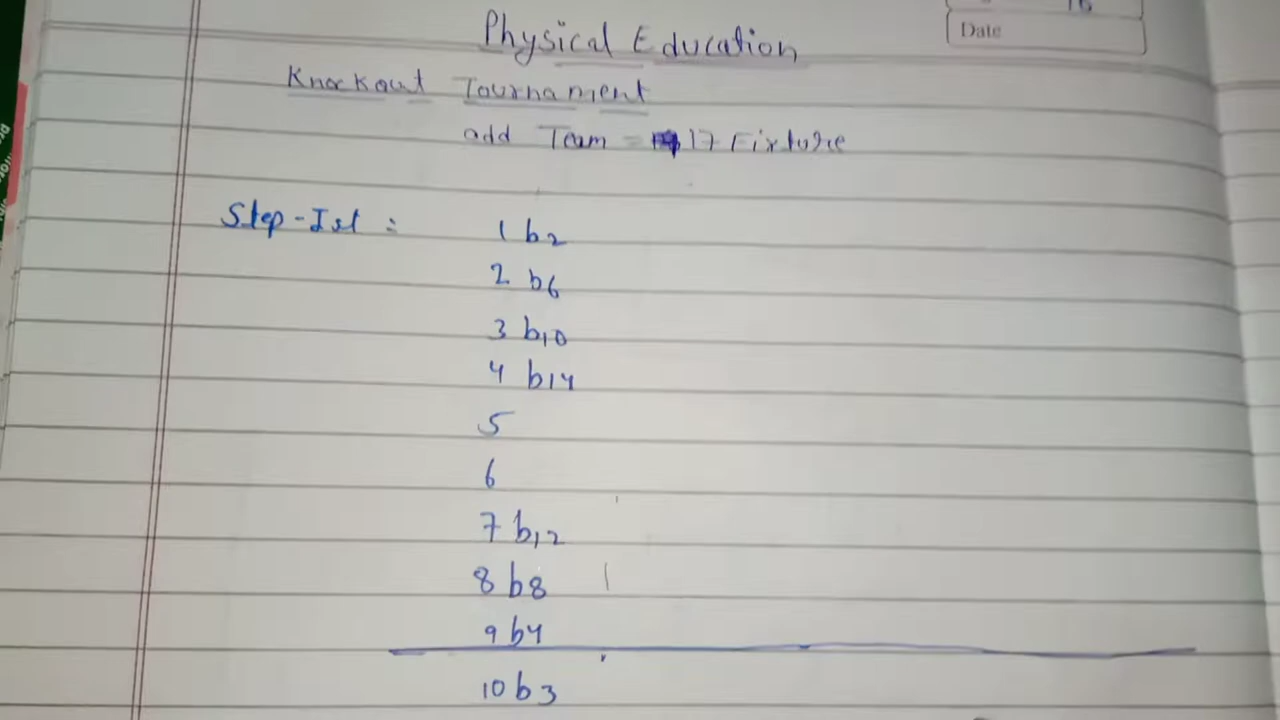 Date
Physical Education
Knockout Tournament
add Team = 17 Fixture
Step-Ist :
1 b2
2 b6
3 b10
4 b14
5
6
7 b12
8 b8
9 b4
10 b3